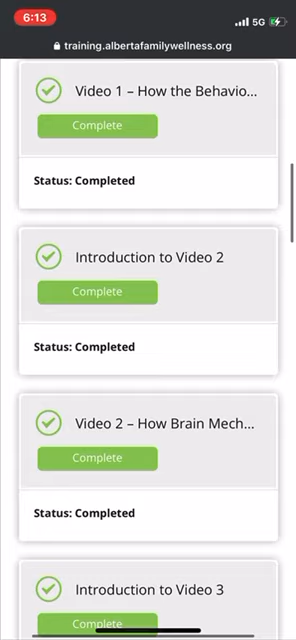 6:13
5G
training.albertafamilywellness.org
Video 1 – How the Behavio...
Complete
Status: Completed
Introduction to Video 2
Complete
Status: Completed
Video 2 – How Brain Mech...
Complete
Status: Completed
Introduction to Video 3
Complete